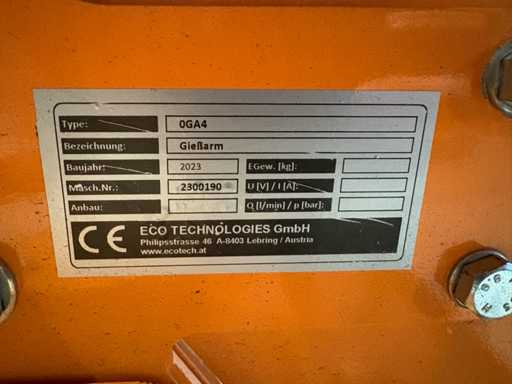 Type: 0GA4
Bezeichnung: Gießarm
Baujahr: 2023 EGew. [kg]:
Masch.Nr.: 2300190 U [V] / I [A]:
Anbau: Q [l/min] / p [bar]:
CE ECO TECHNOLOGIES GmbH
Philipsstrasse 46 A-8403 Lebring / Austria
www.ecotech.at